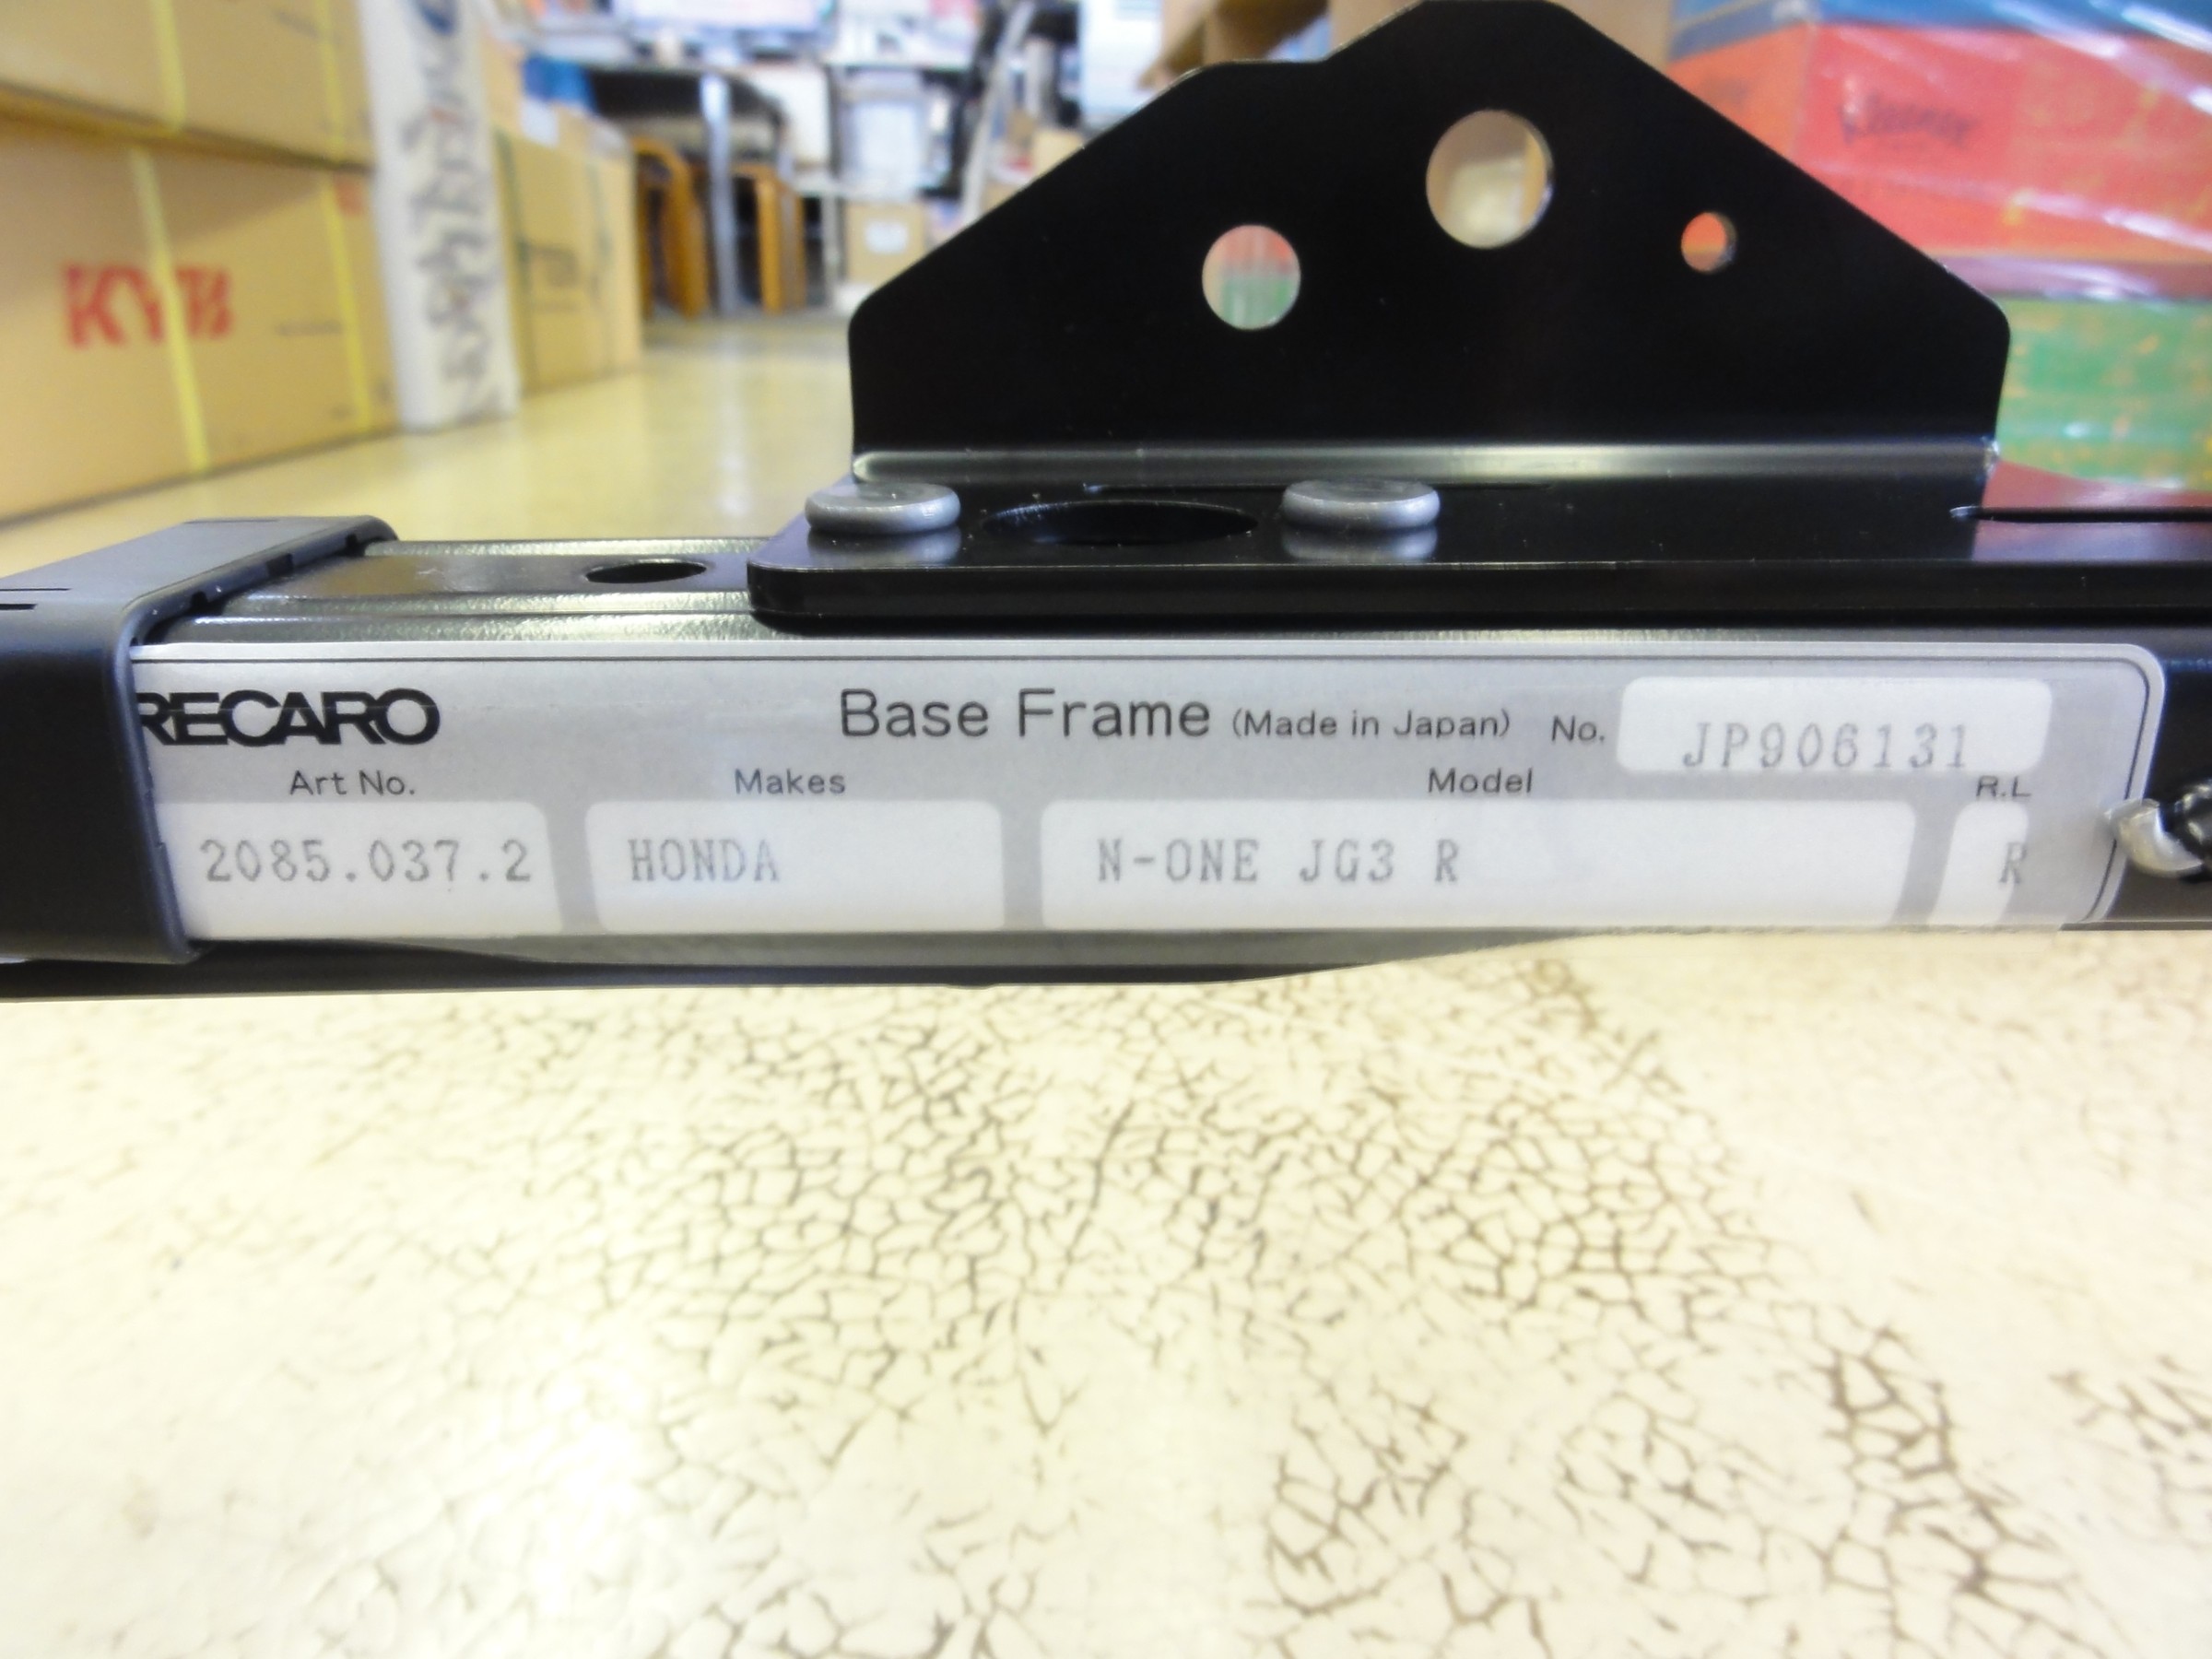 KYB
RECARO
Base Frame (Made in Japan) No. JP906131
Art No. Makes Model R.L
2085.037.2 HONDA N-ONE JG3 R R